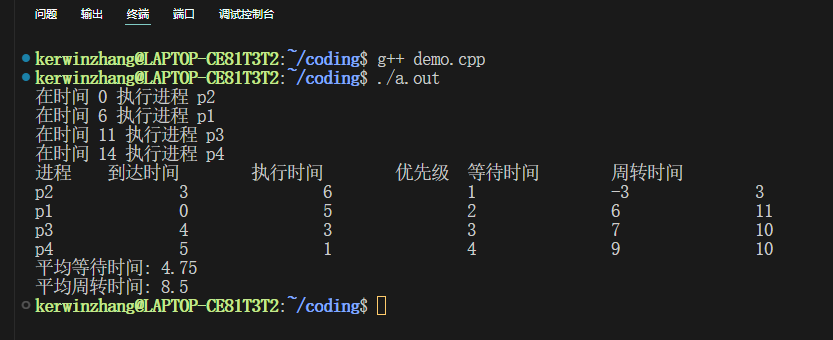 问题 输出 终端 端口 调试控制台
kerwinzhang@LAPTOP-CE81T3T2:~/coding$ g++ demo.cpp
kerwinzhang@LAPTOP-CE81T3T2:~/coding$ ./a.out
在时间 0 执行进程 p2
在时间 6 执行进程 p1
在时间 11 执行进程 p3
在时间 14 执行进程 p4
进程 到达时间 执行时间 优先级 等待时间 周转时间
p2 3 6 1 -3 3
p1 0 5 2 6 11
p3 4 3 3 7 10
p4 5 1 4 9 10
平均等待时间: 4.75
平均周转时间: 8.5
kerwinzhang@LAPTOP-CE81T3T2:~/coding$